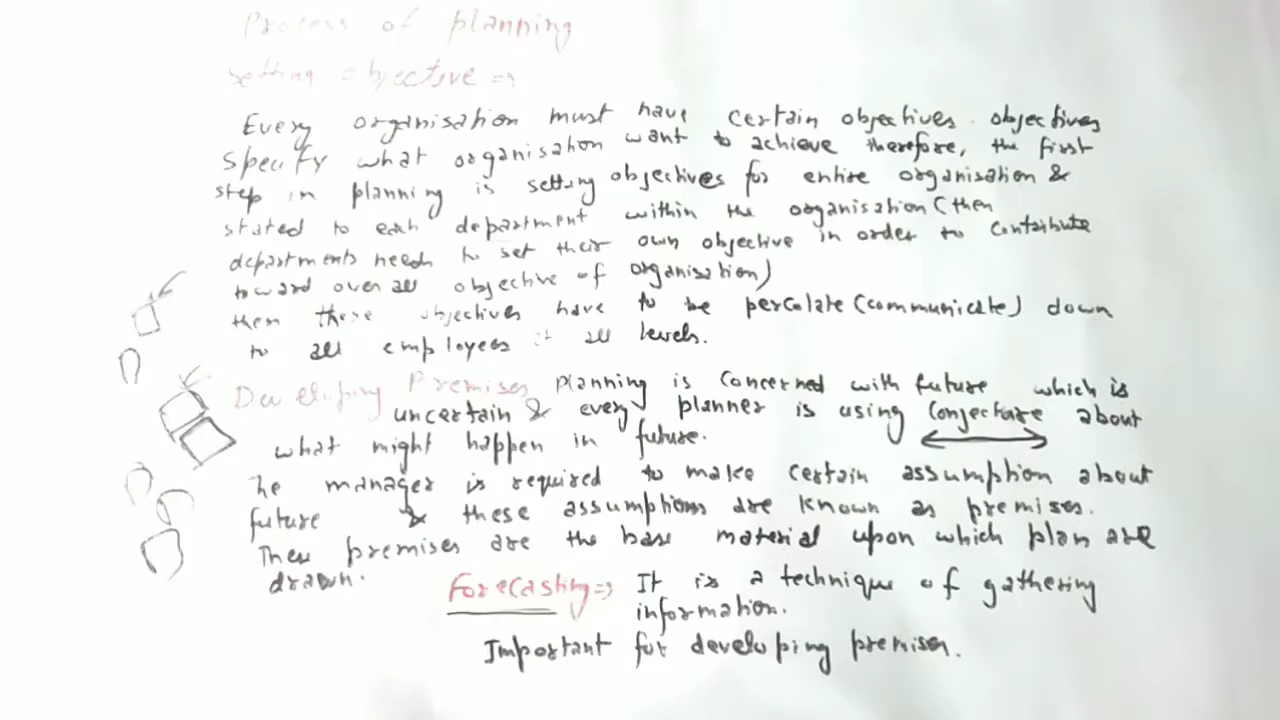 Process of planning
Setting objective =>
Every organisation must have certain objectives. objectives
specify what organisation want to achieve therefore, the first
step in planning is setting objectives for entire organisation &
stated to each department within the organisation (then
departments needs to set their own objective in order to contribute
toward over all objective of organisation)
then these objectives have to be percolate (communicate) down
to all employees at all levels.
Developing Premises planning is concerned with future which is
uncertain & every planner is using Conjecture about
what might happen in future.
The manager is required to make certain assumption about
future & these assumptions are known as premises.
These premises are the base material upon which plan are
drawn.
Forecasting => It is a technique of gathering
information.
Important for developing premises.